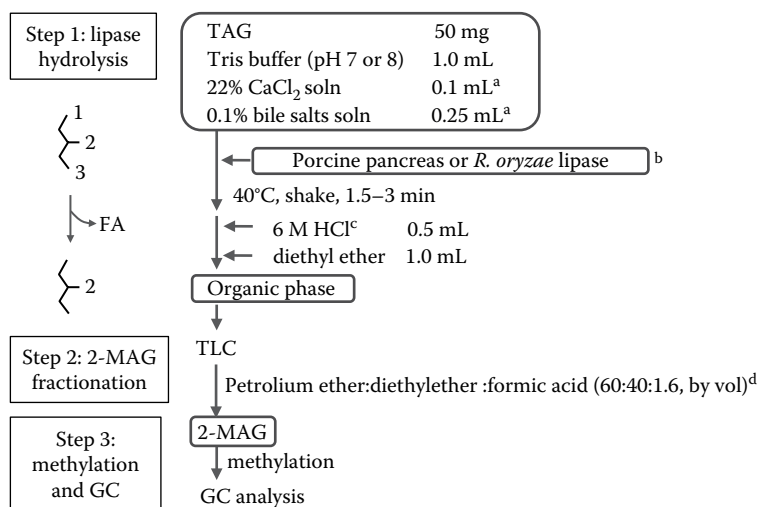 Step 1: lipase
hydrolysis
TAG 50 mg
Tris buffer (pH 7 or 8) 1.0 mL
22% CaCl₂ soln 0.1 mLᵃ
0.1% bile salts soln 0.25 mLᵃ
1
2
3
Porcine pancreas or R. oryzae lipase ᵇ
40°C, shake, 1.5–3 min
FA
6 M HClᶜ 0.5 mL
diethyl ether 1.0 mL
2
Organic phase
TLC
Step 2: 2-MAG
fractionation
Petrolium ether:diethylether :formic acid (60:40:1.6, by vol)ᵈ
2-MAG
Step 3:
methylation
and GC
methylation
GC analysis